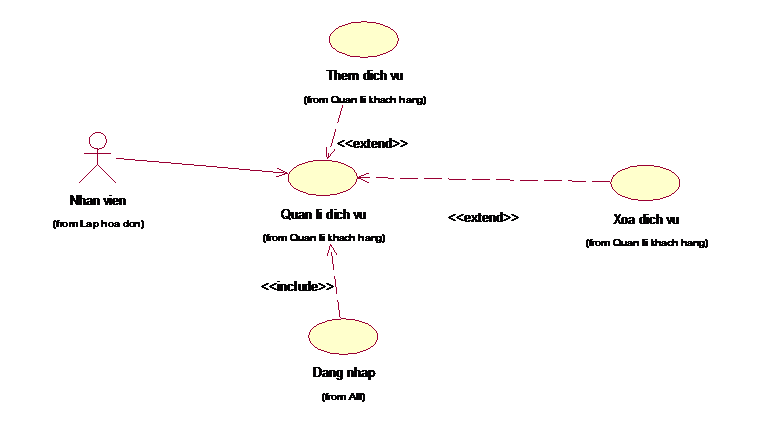 Them dich vu
(from Quan li khach hang)
<<extend>>
Nhan vien
(from Lap hoa don)
Quan li dich vu
(from Quan li khach hang)
<<extend>>
Xoa dich vu
(from Quan li khach hang)
<<include>>
Dang nhap
(from All)